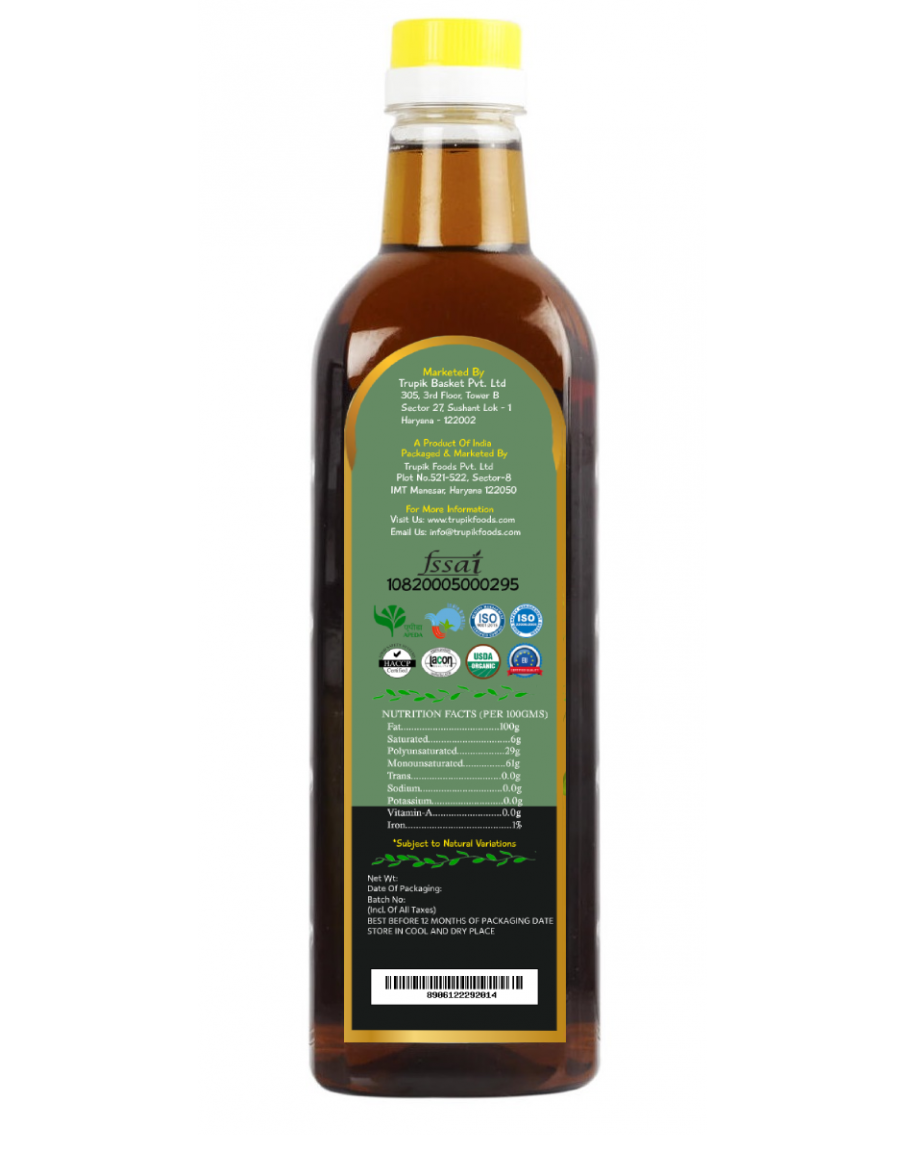 Marketed By
Trupik Basket Pvt. Ltd
305, 3rd Floor, Tower B
Sector 27, Sushant Lok - 1
Haryana - 122002
A Product Of India
Packaged & Marketed By
Trupik Foods Pvt. Ltd
Plot No.521-522, Sector-8
IMT Manesar, Haryana 122050
For More Information
Visit Us: www.trupikfoods.com
Email Us: info@trupikfoods.com
fssai
10820005000295
APEDA
ISO
ISO
HACCP
Certified
lacon
USDA
ORGANIC
NUTRITION FACTS (PER 100GMS)
Fat..............................100g
Saturated.........................6g
Polyunsaturated...............29g
Monounsaturated.............61g
Trans............................0.0g
Sodium...........................0.0g
Potassium......................0.0g
Vitamin-A......................0.0g
Iron.................................1%
*Subject to Natural Variations
Net Wt:
Date Of Packaging:
Batch No:
(Incl. Of All Taxes)
BEST BEFORE 12 MONTHS OF PACKAGING DATE
STORE IN COOL AND DRY PLACE
8906122292014